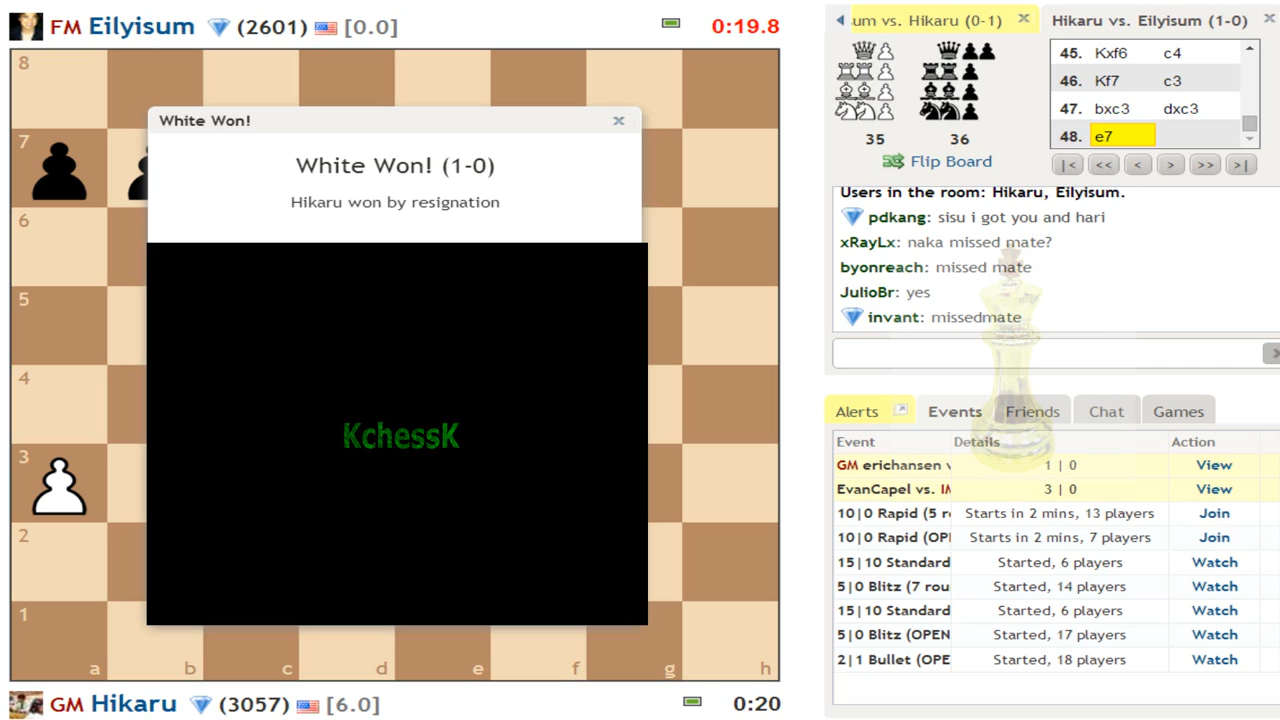 FM Eilyisum (2601) [0.0] 0:19.8
8
7
6
5
4
3
2
1
a b c d e f g h
White Won!
White Won! (1-0)
Hikaru won by resignation
KchessK
GM Hikaru (3057) [6.0] 0:20
um vs. Hikaru (0-1) x
Hikaru vs. Eilyisum (1-0) x
35 36
Flip Board
45. Kxf6 c4
46. Kf7 c3
47. bxc3 dxc3
48. e7
|< << < > >> >|
Users in the room: Hikaru, Eilyisum.
pdkang: sisu i got you and hari
xRayLx: naka missed mate?
byonreach: missed mate
JulioBr: yes
invant: missedmate
Alerts Events Friends Chat Games
Event Details Action
GM erichansen v 1 | 0 View
EvanCapel vs. IM 3 | 0 View
10|0 Rapid (5 ro Starts in 2 mins, 13 players Join
10|0 Rapid (OPE Starts in 2 mins, 7 players Join
15|10 Standard Started, 6 players Watch
5|0 Blitz (7 rou Started, 14 players Watch
15|10 Standard Started, 6 players Watch
5|0 Blitz (OPEN Started, 17 players Watch
2|1 Bullet (OPE Started, 18 players Watch